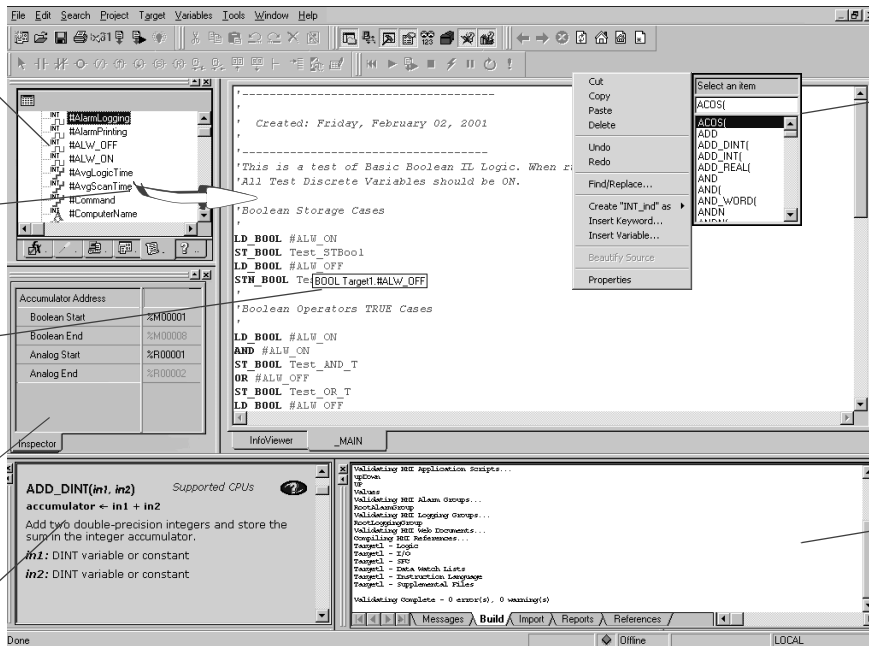 File Edit Search Project Target Variables Tools Window Help
#AlarmLogging
#AlarmPrinting
#ALW_OFF
#ALW_ON
#AvgLogicTime
#AvgScanTime
#Command
#ComputerName
Accumulator Address
Boolean Start %M00001
Boolean End %M00008
Analog Start %R00001
Analog End %R00002
Inspector
'-----------------------------------
'
' Created: Friday, February 02, 2001
'
'-----------------------------------
'This is a test of Basic Boolean IL Logic. When r
'All Test Discrete Variables should be ON.
'
'Boolean Storage Cases
'
LD_BOOL #ALW_ON
ST_BOOL Test_STBool
LD_BOOL #ALW_OFF
STN_BOOL Tes
BOOL Target1.#ALW_OFF
'
'Boolean Operators TRUE Cases
'
LD_BOOL #ALW_ON
AND #ALW_ON
ST_BOOL Test_AND_T
OR #ALW_OFF
ST_BOOL Test_OR_T
LD_BOOL #ALW_OFF
InfoViewer _MAIN
Cut
Copy
Paste
Delete
Undo
Redo
Find/Replace...
Create "INT_ind" as
Insert Keyword...
Insert Variable...
Beautify Source
Properties
Select an item
ACOS(
ACOS(
ADD
ADD_DINT(
ADD_INT(
ADD_REAL(
AND
AND(
AND_WORD(
ANDN
ANDN(
ADD_DINT(in1, in2) Supported CPUs
accumulator ← in1 + in2
Add two double-precision integers and store the
sum in the integer accumulator.
in1: DINT variable or constant
in2: DINT variable or constant
Validating HMI Application Scripts...
upDown
UP
Values
Validating HMI Alarm Groups...
RootAlarmGroup
Validating HMI Logging Groups...
RootLoggingGroup
Validating HMI Web Documents...
Compiling HMI References...
Target1 - Logic
Target1 - I/O
Target1 - SFC
Target1 - Data Watch Lists
Target1 - Instruction Language
Target1 - Supplemental Files
Validating Complete - 0 error(s), 0 warning(s)
Messages Build Import Reports References
Done Offline LOCAL